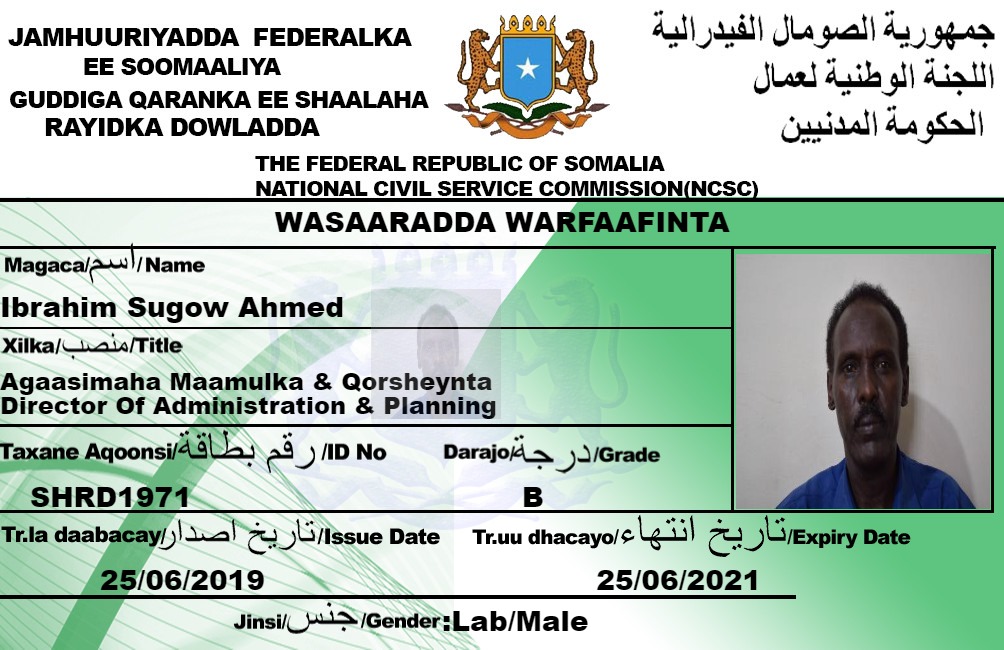 JAMHUURIYADDA FEDERALKA
EE SOOMAALIYA
GUDDIGA QARANKA EE SHAALAHA
RAYIDKA DOWLADDA
جمهورية الصومال الفيدرالية
اللجنة الوطنية لعمال
الحكومة المدنيين
THE FEDERAL REPUBLIC OF SOMALIA
NATIONAL CIVIL SERVICE COMMISSION(NCSC)
WASAARADDA WARFAAFINTA
Magaca/اسم/Name
Ibrahim Sugow Ahmed
Xilka/منصب/Title
Agaasimaha Maamulka & Qorsheynta
Director Of Administration & Planning
Taxane Aqoonsi/رقم بطاقة/ID No Darajo/درجة/Grade
SHRD1971 B
Tr.la daabacay/تاريخ اصدار/Issue Date Tr.uu dhacayo/تاريخ انتهاء/Expiry Date
25/06/2019 25/06/2021
Jinsi/جنس/Gender:Lab/Male